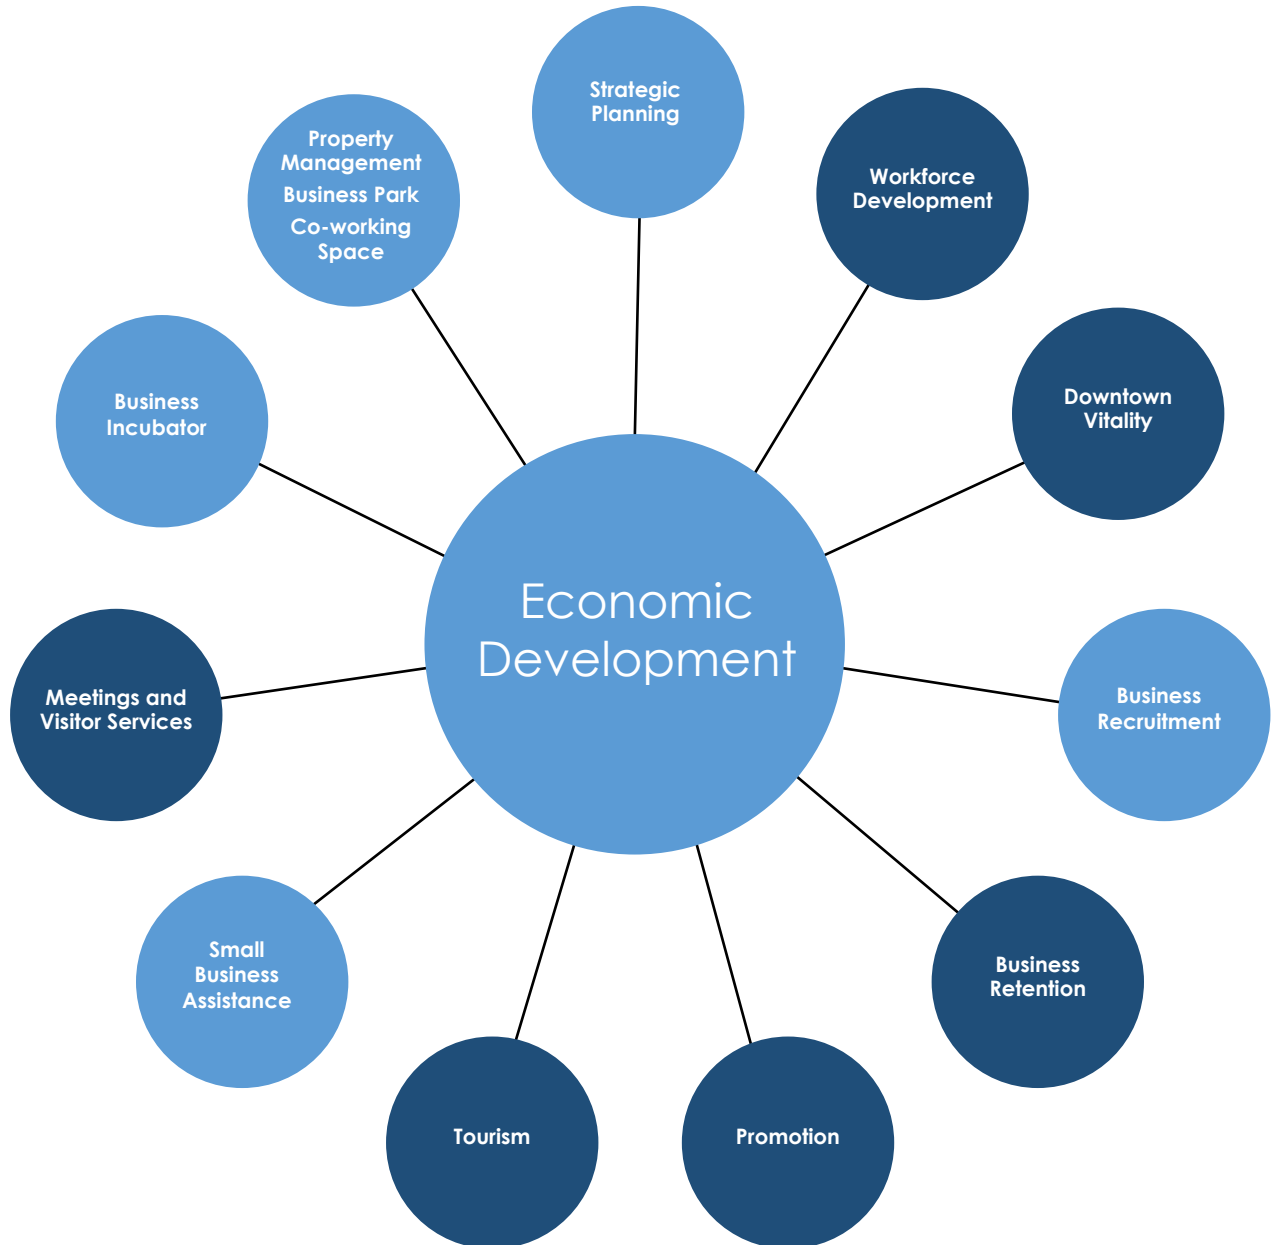 Strategic
Planning
Workforce
Development
Downtown
Vitality
Business
Recruitment
Business
Retention
Promotion
Tourism
Small
Business
Assistance
Meetings and
Visitor Services
Business
Incubator
Property
Management
Business Park
Co-working
Space
Economic
Development